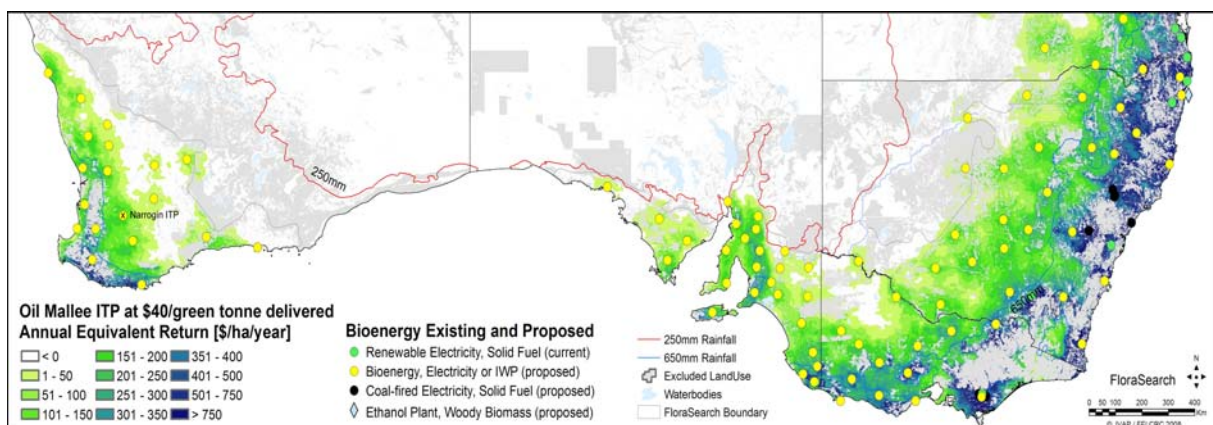 250mm
Narrogin ITP
650mm
Oil Mallee ITP at $40/green tonne delivered
Annual Equivalent Return [$/ha/year]
< 0
1 - 50
51 - 100
101 - 150
151 - 200
201 - 250
251 - 300
301 - 350
351 - 400
401 - 500
501 - 750
> 750
Bioenergy Existing and Proposed
Renewable Electricity, Solid Fuel (current)
Bioenergy, Electricity or IWP (proposed)
Coal-fired Electricity, Solid Fuel (proposed)
Ethanol Plant, Woody Biomass (proposed)
250mm Rainfall
650mm Rainfall
Excluded LandUse
Waterbodies
FloraSearch Boundary
FloraSearch
N
0 50 100 200 300 400
Km